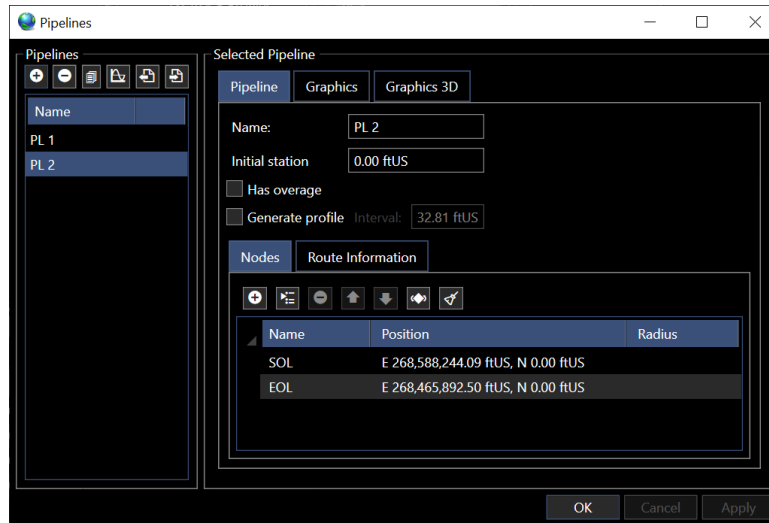 Pipelines
Pipelines
Name
PL 1
PL 2
Selected Pipeline
Pipeline Graphics Graphics 3D
Name: PL 2
Initial station 0.00 ftUS
Has overage
Generate profile Interval: 32.81 ftUS
Nodes Route Information
Name Position Radius
SOL E 268,588,244.09 ftUS, N 0.00 ftUS
EOL E 268,465,892.50 ftUS, N 0.00 ftUS
OK Cancel Apply